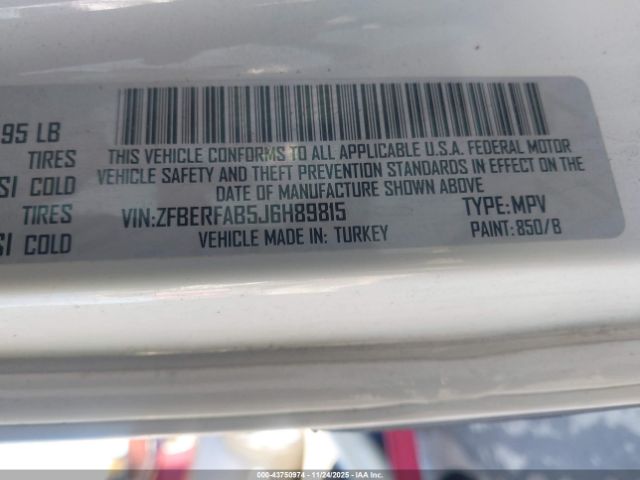 95 LB
TIRES
SI COLD
TIRES
SI COLD
THIS VEHICLE CONFORMS TO ALL APPLICABLE U.S.A. FEDERAL MOTOR
VEHICLE SAFETY AND THEFT PREVENTION STANDARDS IN EFFECT ON THE
DATE OF MANUFACTURE SHOWN ABOVE
VIN:ZFBERFAB5J6H89815 TYPE:MPV
VEHICLE MADE IN: TURKEY PAINT:850/B
000-43750974 - 11/24/2025 - IAA Inc.